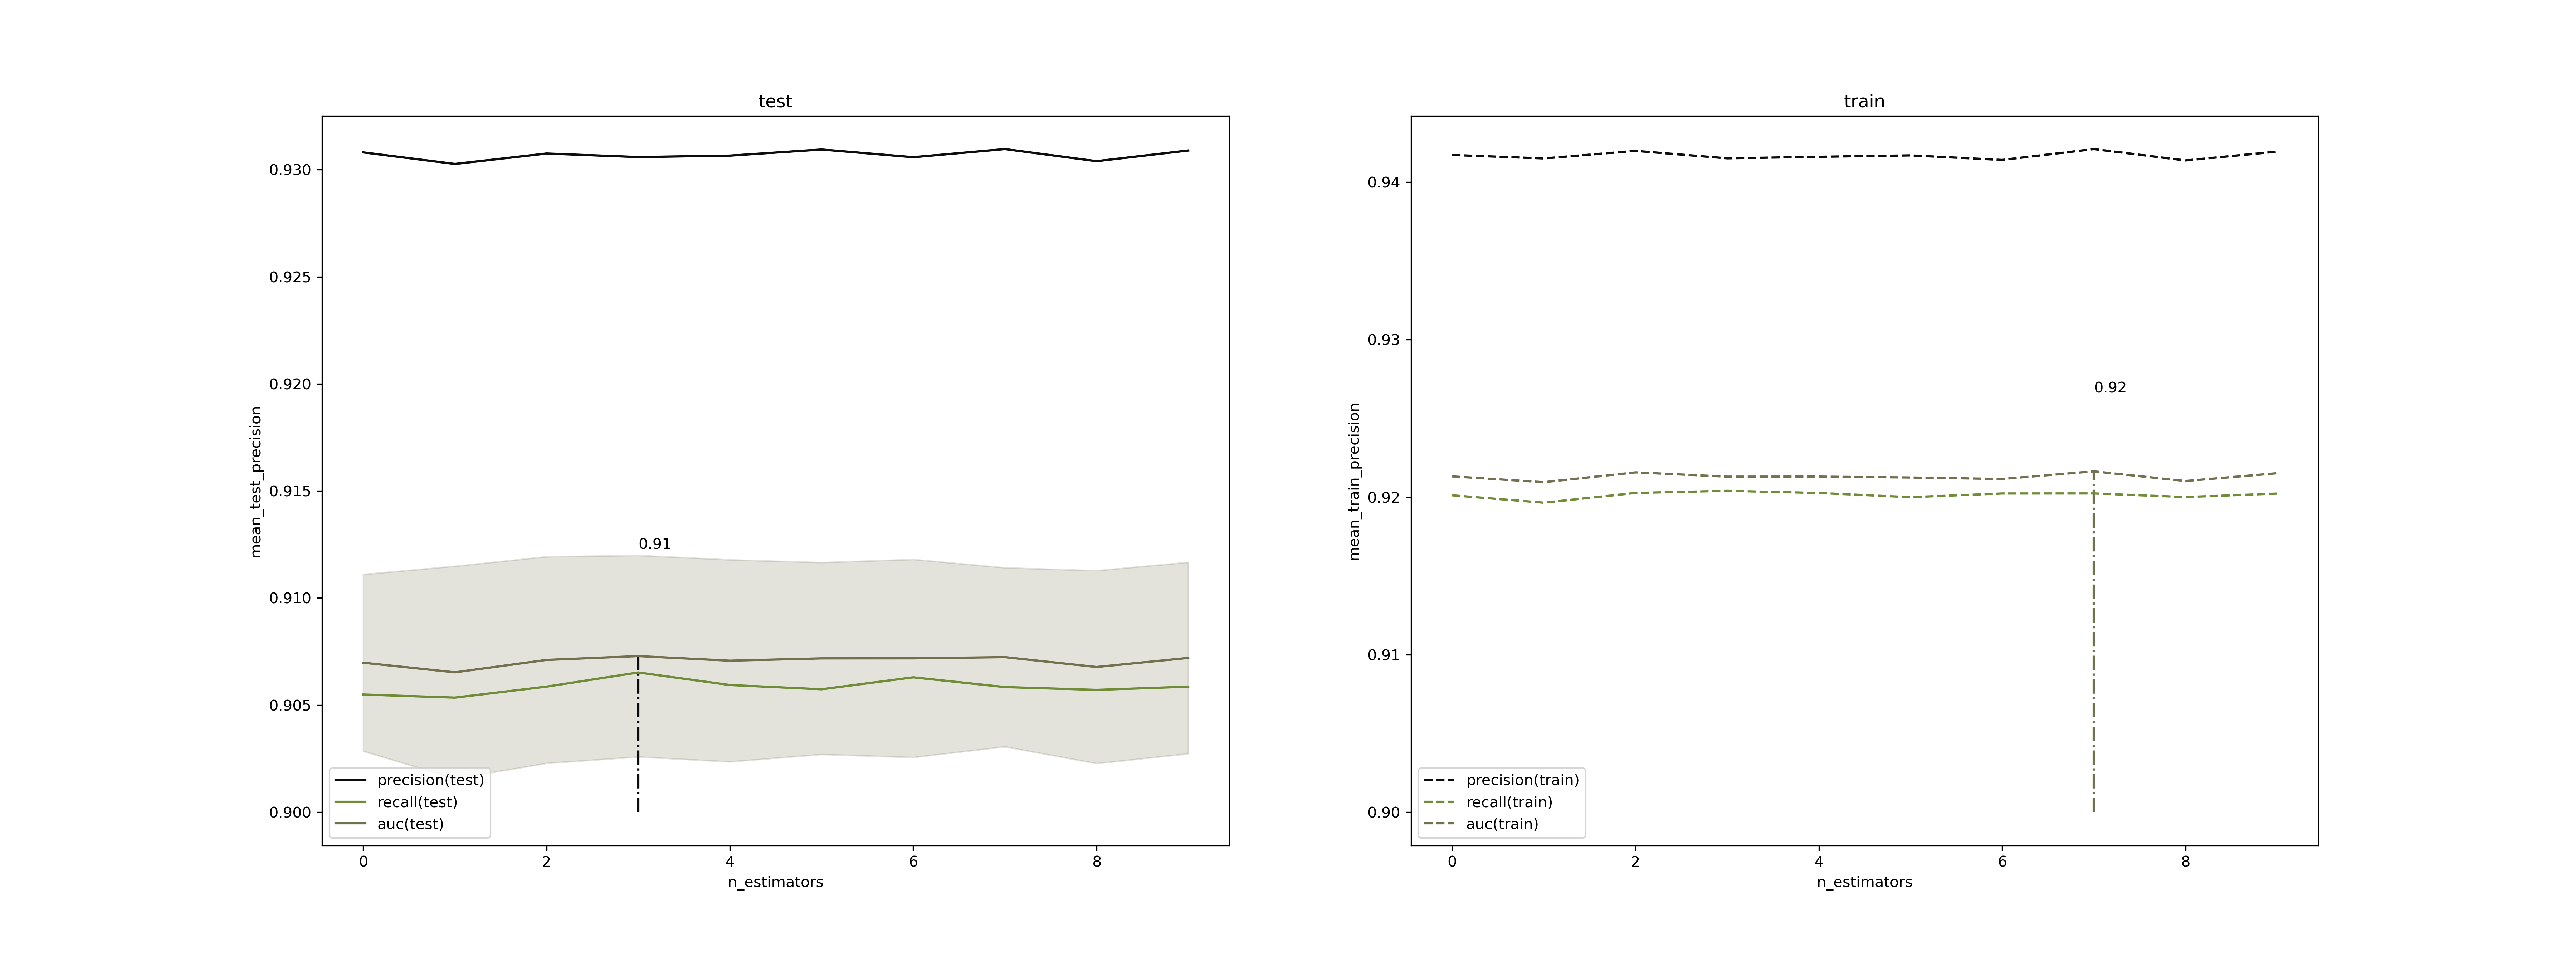 test
0.930
0.925
0.920
0.915
0.910
0.905
0.900
mean_test_precision
0.91
precision(test)
recall(test)
auc(test)
0 2 4 6 8
n_estimators
train
0.94
0.93
0.92
0.91
0.90
mean_train_precision
0.92
precision(train)
recall(train)
auc(train)
0 2 4 6 8
n_estimators